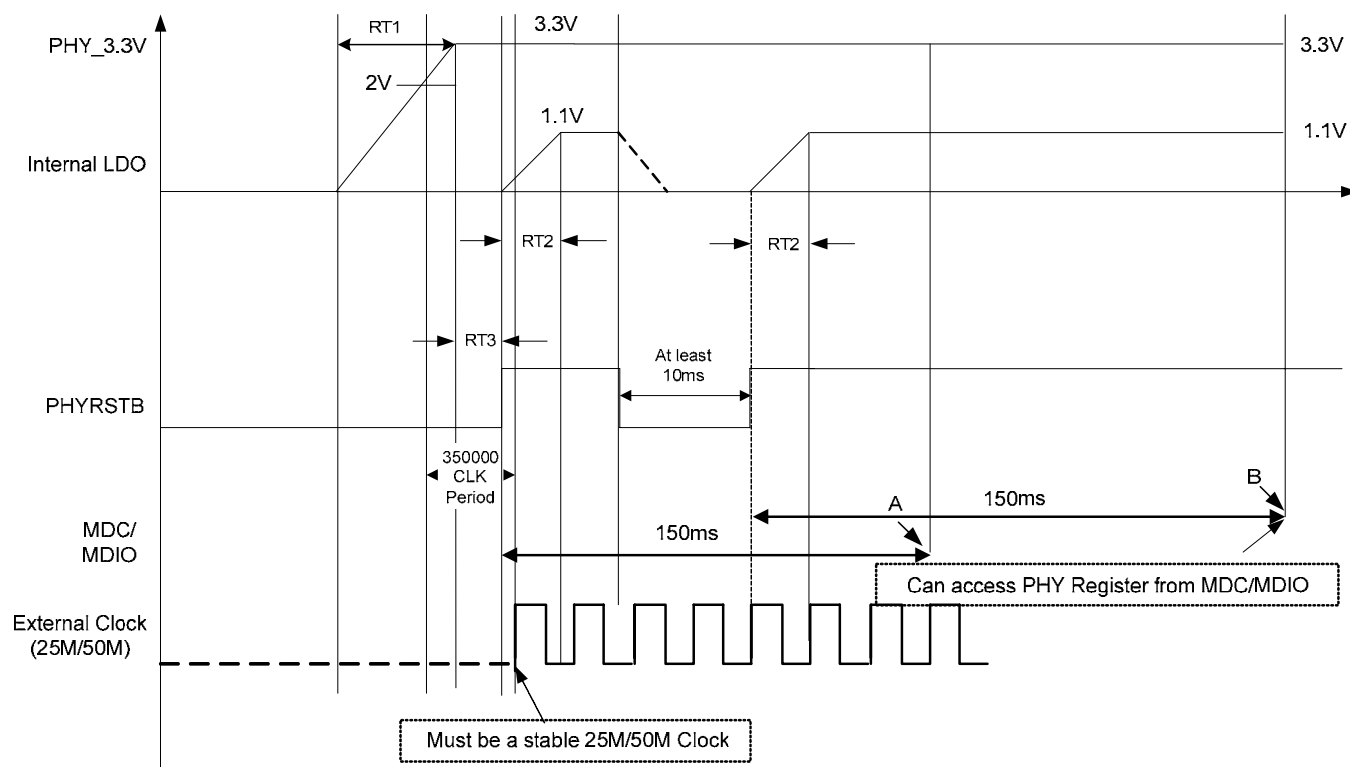 RT1
3.3V
PHY_3.3V
3.3V
2V
1.1V
1.1V
Internal LDO
RT2
RT2
RT3
At least
10ms
PHYRSTB
350000
CLK
Period
B
A
150ms
MDC/
MDIO
150ms
Can access PHY Register from MDC/MDIO
External Clock
(25M/50M)
Must be a stable 25M/50M Clock